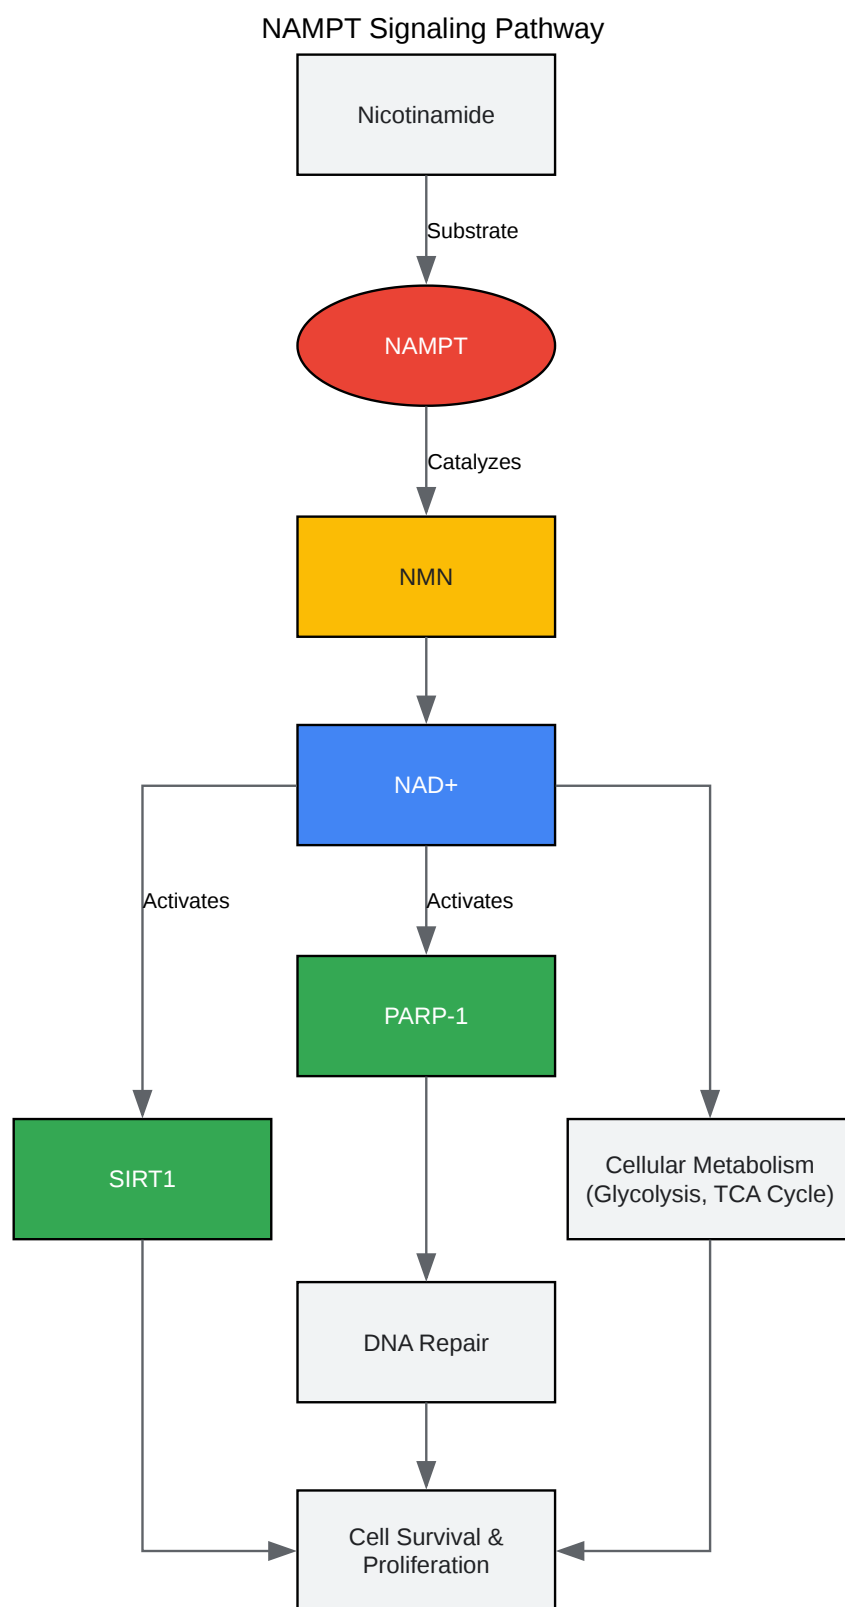 NAMPT Signaling Pathway
Nicotinamide
Substrate
NAMPT
Catalyzes
NMN
NAD+
Activates
Activates
PARP-1
SIRT1
Cellular Metabolism
(Glycolysis, TCA Cycle)
DNA Repair
Cell Survival &
Proliferation